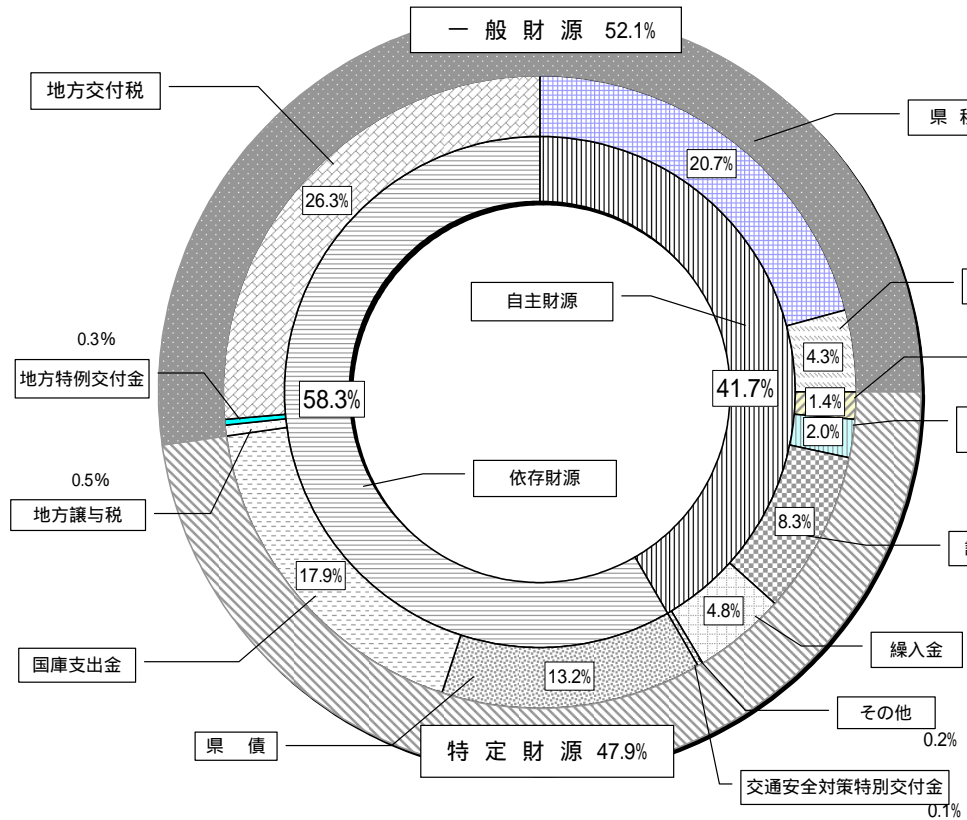 一 般 財 源 52.1%
地方交付税
県 税
20.7%
26.3%
自主財源
4.3%
0.3%
地方特例交付金
58.3%
41.7%
1.4%
2.0%
依存財源
0.5%
地方譲与税
8.3%
17.9%
4.8%
国庫支出金
繰入金
13.2%
その他
0.2%
県 債
特 定 財 源 47.9%
交通安全対策特別交付金
0.1%